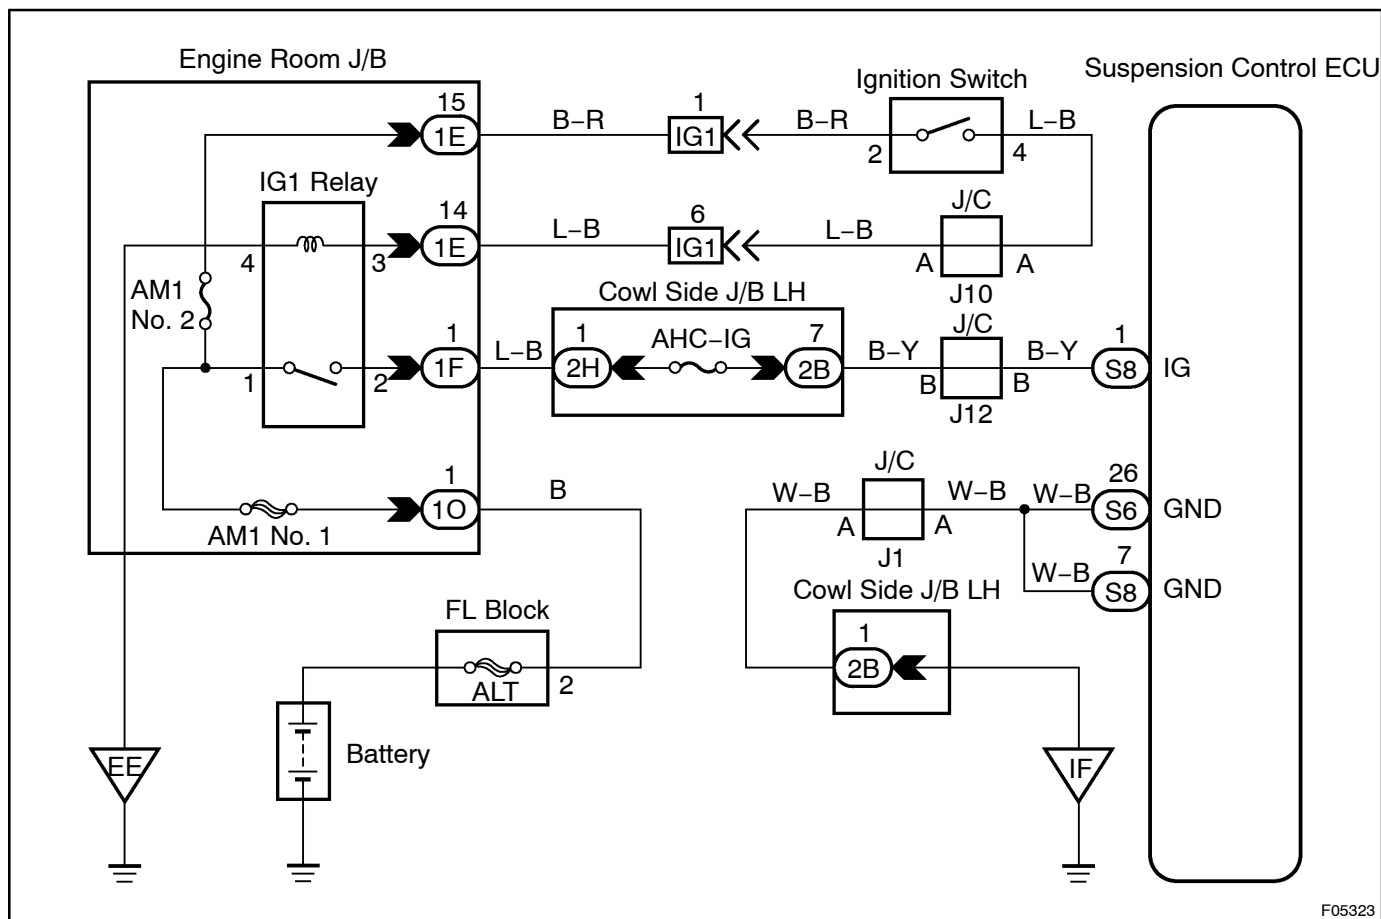 Engine Room J/B
Ignition Switch
Suspension Control ECU
15
1E
B–R
1
IG1
B–R
2
4
L–B
IG1 Relay
14
1E
L–B
6
IG1
L–B
J/C
A
A
J10
4
3
AM1
No. 2
Cowl Side J/B LH
1
2
1
1F
L–B
1
2H
AHC–IG
7
2B
B–Y
J/C
B
B
J12
B–Y
1
S8
IG
1
1O
B
AM1 No. 1
J/C
W–B
A
A
J1
W–B
W–B
26
S6
GND
W–B
7
S8
GND
Cowl Side J/B LH
1
2B
FL Block
ALT
2
Battery
EE
IF
F05323